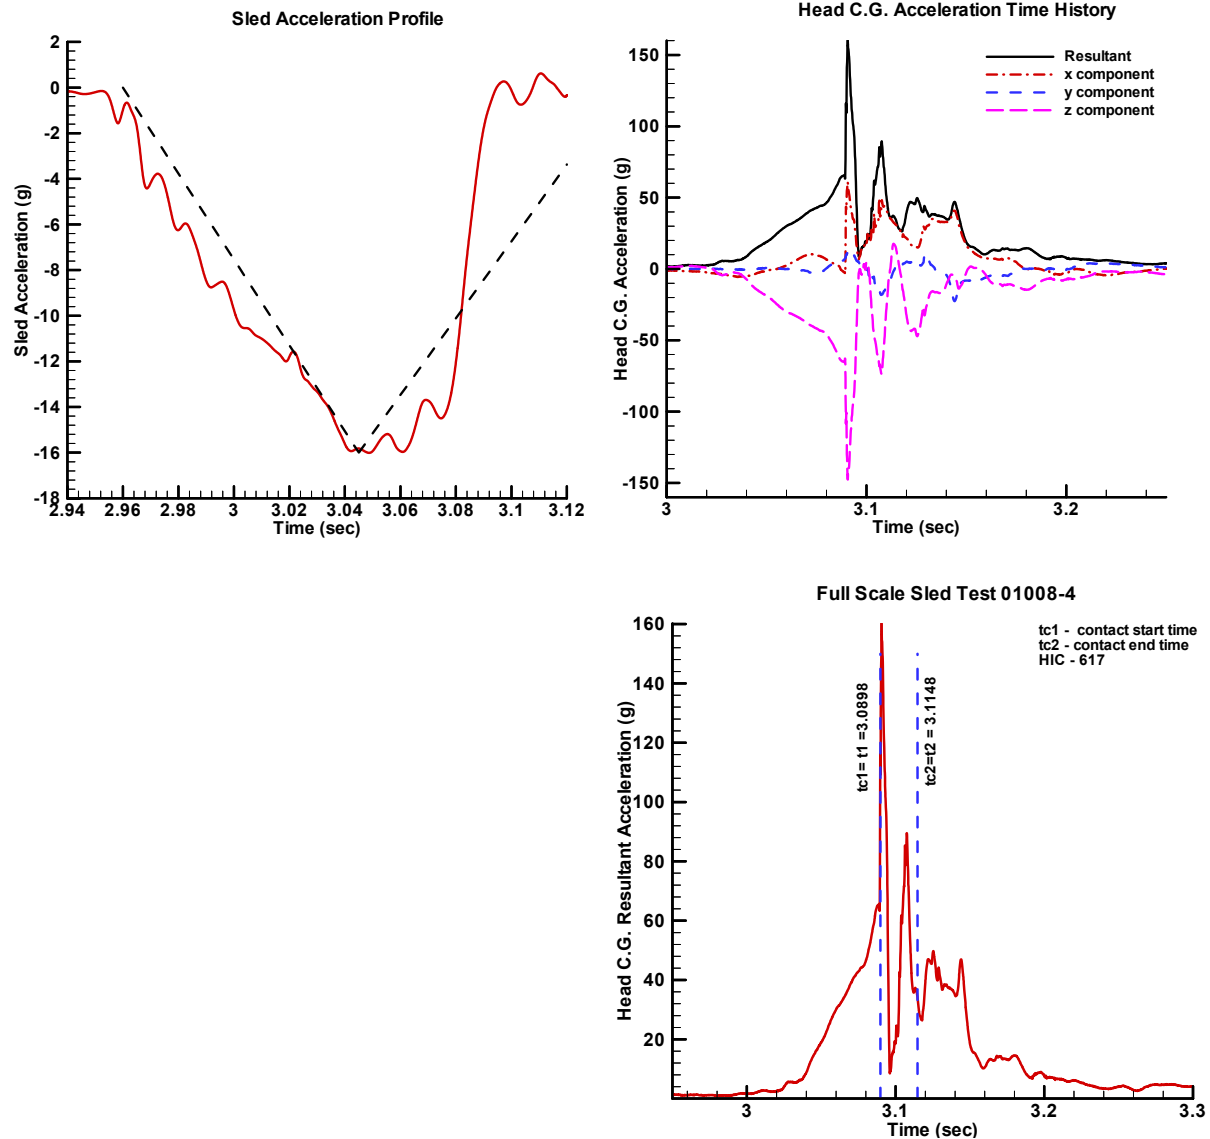 Sled Acceleration Profile
Sled Acceleration (g)
2
0
-2
-4
-6
-8
-10
-12
-14
-16
-18
2.94 2.96 2.98 3 3.02 3.04 3.06 3.08 3.1 3.12
Time (sec)
Head C.G. Acceleration Time History
Head C.G. Acceleration (g)
150
100
50
0
-50
-100
-150
Resultant
x component
y component
z component
3 3.1 3.2
Time (sec)
Full Scale Sled Test 01008-4
Head C.G. Resultant Acceleration (g)
160
140
120
100
80
60
40
20
tc1 - contact start time
tc2 - contact end time
HIC - 617
tc1= t1 =3.0898
tc2=t2 = 3.1148
3 3.1 3.2 3.3
Time (sec)